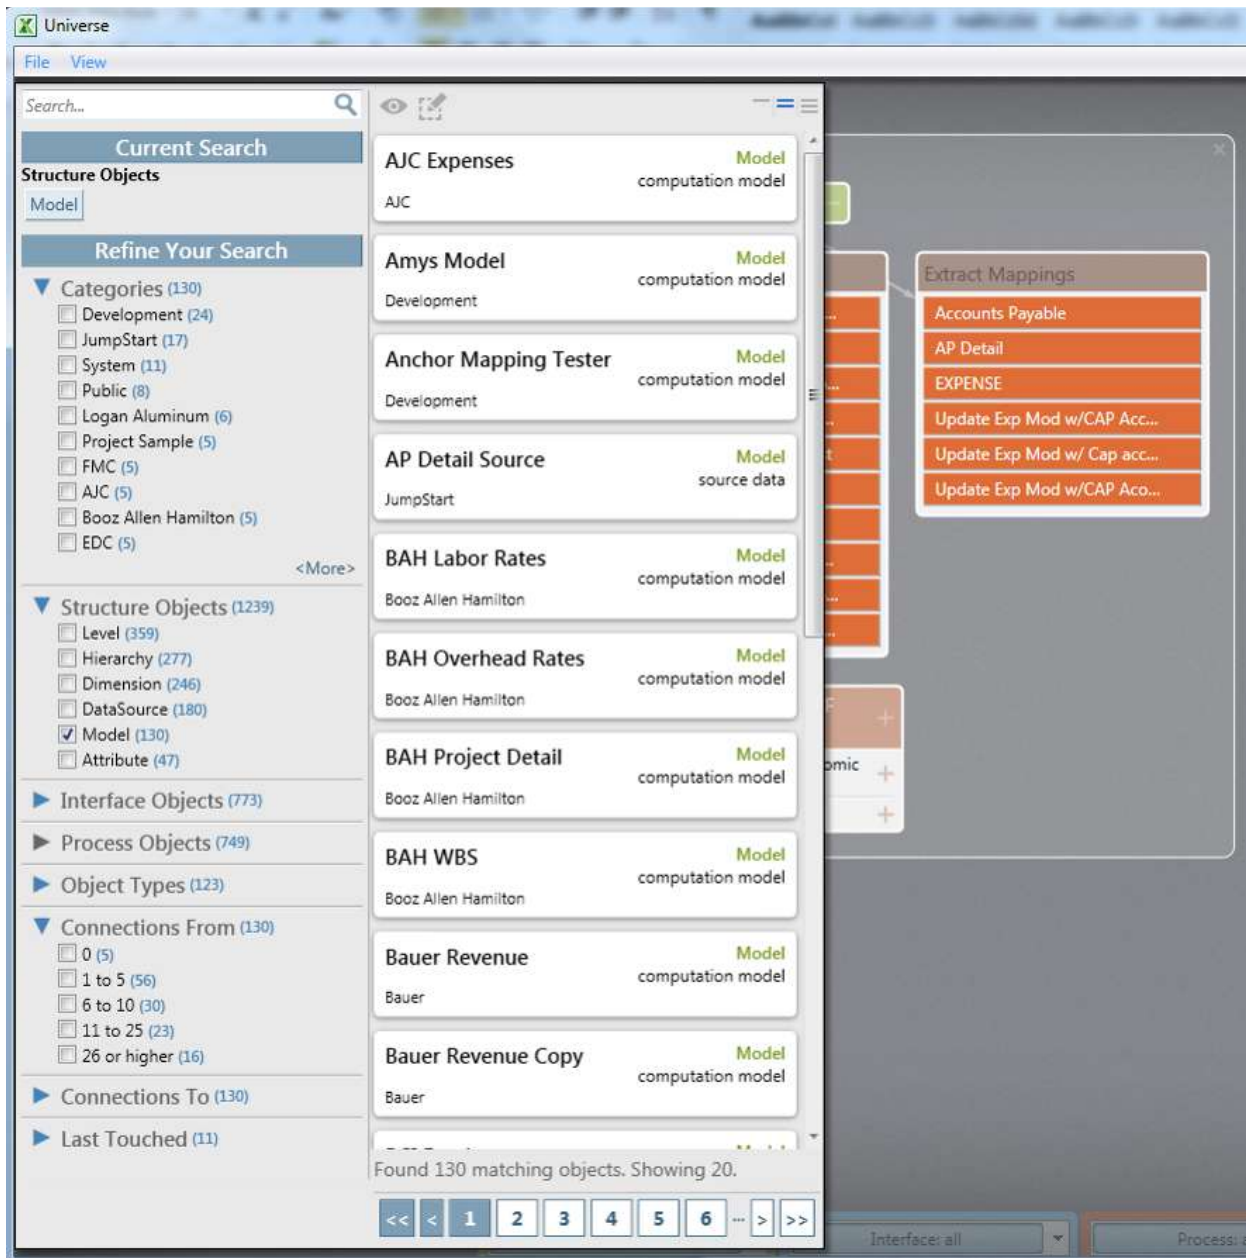 Universe
File View
Search...
Current Search
Structure Objects
Model
Refine Your Search
Categories (130)
Development (24)
JumpStart (17)
System (11)
Public (8)
Logan Aluminum (6)
Project Sample (5)
FMC (5)
AJC (5)
Booz Allen Hamilton (5)
EDC (5)
<More>
Structure Objects (1239)
Level (359)
Hierarchy (277)
Dimension (246)
DataSource (180)
Model (130)
Attribute (47)
Interface Objects (773)
Process Objects (749)
Object Types (123)
Connections From (130)
0 (5)
1 to 5 (56)
6 to 10 (30)
11 to 25 (23)
26 or higher (16)
Connections To (130)
Last Touched (11)
AJC Expenses Model
computation model
AJC
Amys Model Model
computation model
Development
Anchor Mapping Tester Model
computation model
Development
AP Detail Source Model
source data
JumpStart
BAH Labor Rates Model
computation model
Booz Allen Hamilton
BAH Overhead Rates Model
computation model
Booz Allen Hamilton
BAH Project Detail Model
computation model
Booz Allen Hamilton
BAH WBS Model
computation model
Booz Allen Hamilton
Bauer Revenue Model
computation model
Bauer
Bauer Revenue Copy Model
computation model
Bauer
Found 130 matching objects. Showing 20.
<< < 1 2 3 4 5 6 ... > >>
Extract Mappings
Accounts Payable
AP Detail
EXPENSE
Update Exp Mod w/CAP Acc...
Update Exp Mod w/ Cap acc...
Update Exp Mod w/CAP Aco...
omic
Interface: all
Process: